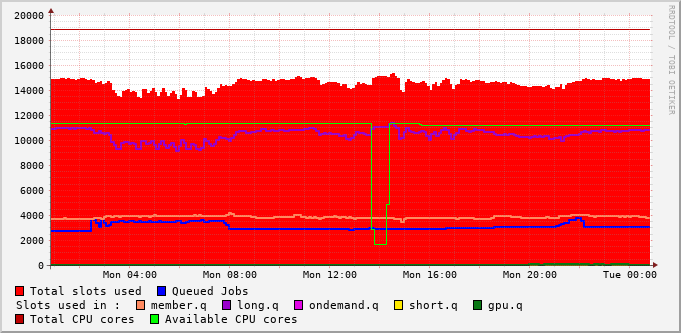 20000
18000
16000
14000
12000
10000
8000
6000
4000
2000
0
Mon 04:00 Mon 08:00 Mon 12:00 Mon 16:00 Mon 20:00 Tue 00:00
RRDTOOL / TOBI OETIKER
Total slots used Queued Jobs
Slots used in : member.q long.q ondemand.q short.q gpu.q
Total CPU cores Available CPU cores